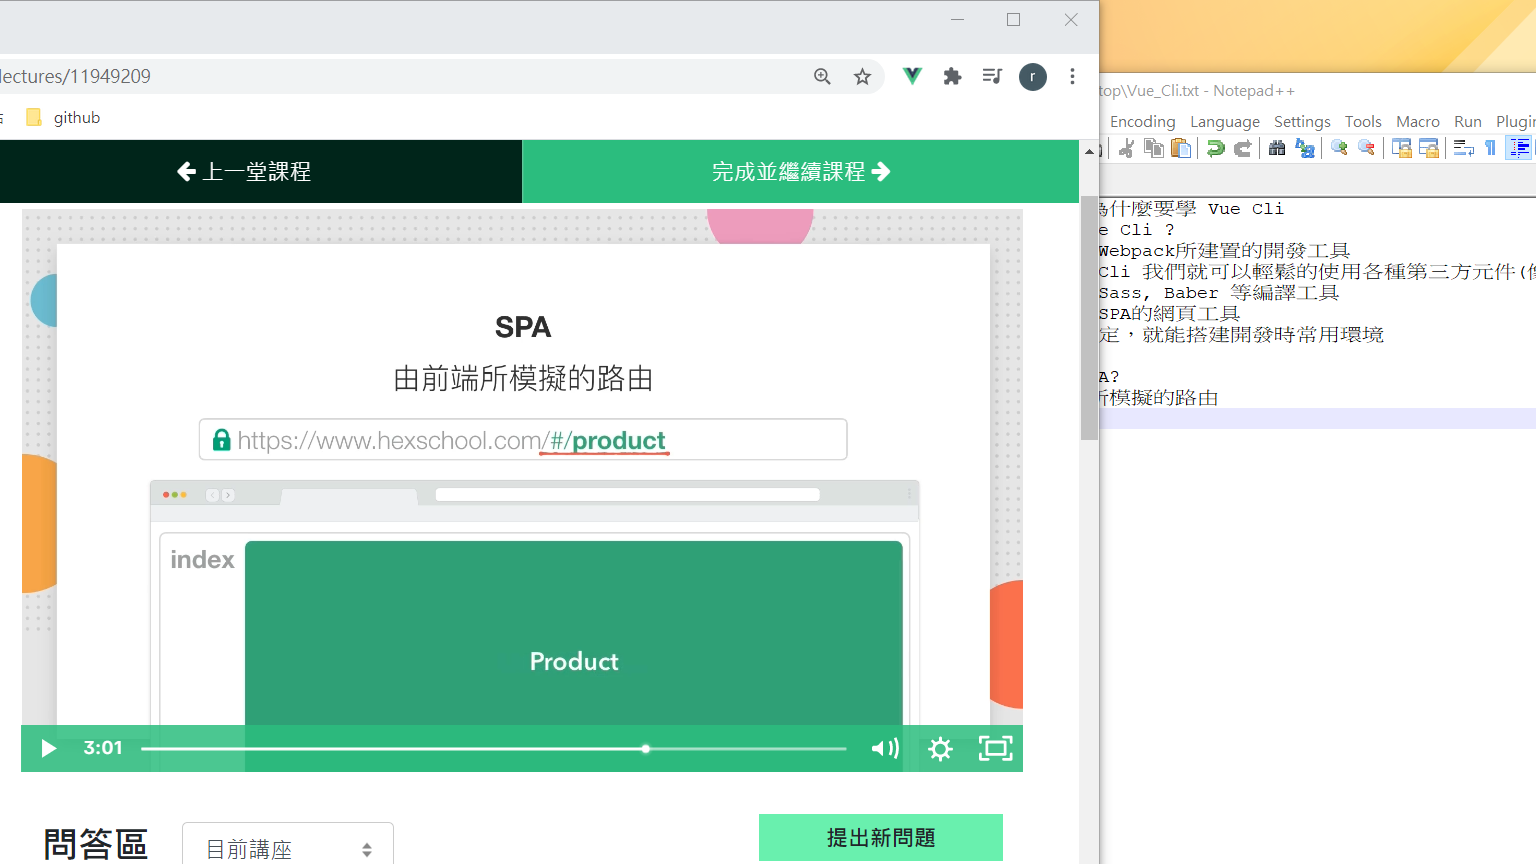 lectures/11949209
r
github
上一堂課程
完成並繼續課程
SPA
由前端所模擬的路由
https://www.hexschool.com/#/product
index
Product
3:01
問答區
目前講座
提出新問題
top\Vue_Cli.txt - Notepad++
Encoding Language Settings Tools Macro Run Plugin
為什麼要學 Vue Cli
e Cli ?
Webpack所建置的開發工具
Cli 我們就可以輕鬆的使用各種第三方元件(
Sass, Baber 等編譯工具
SPA的網頁工具
定，就能搭建開發時常用環境
A?
所模擬的路由